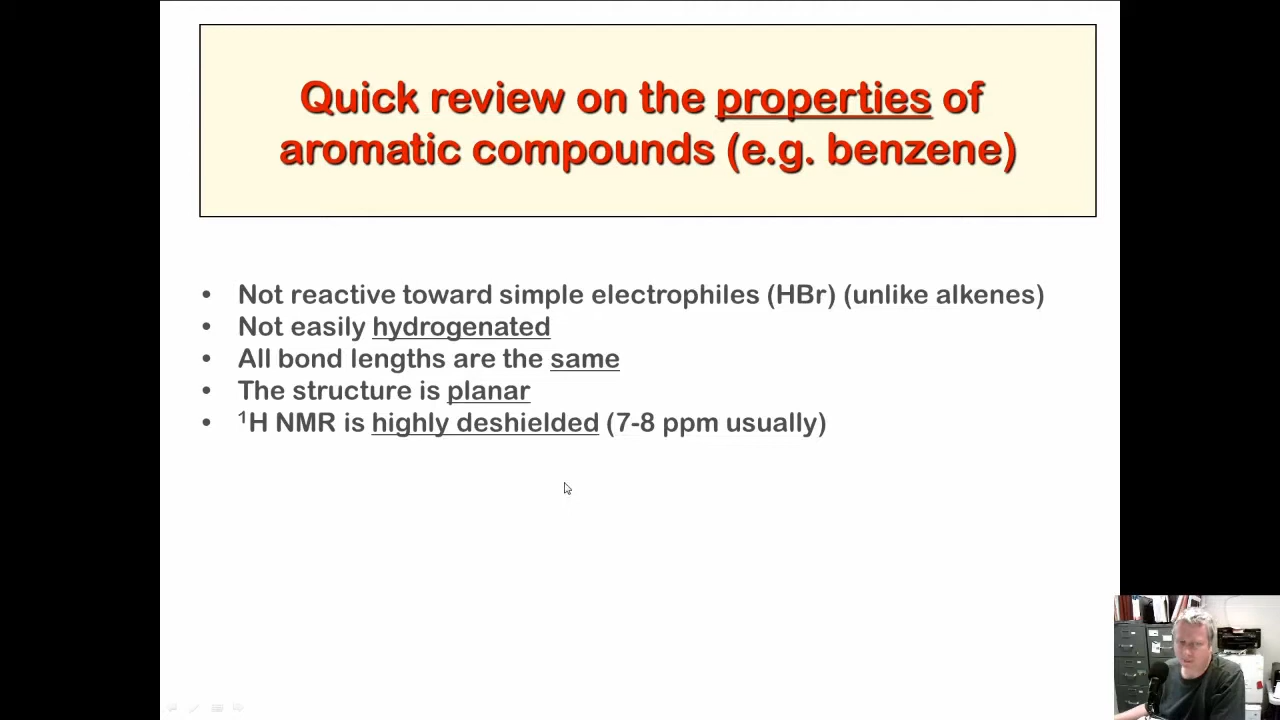 Quick review on the properties of
aromatic compounds (e.g. benzene)
• Not reactive toward simple electrophiles (HBr) (unlike alkenes)
• Not easily hydrogenated
• All bond lengths are the same
• The structure is planar
• ¹H NMR is highly deshielded (7-8 ppm usually)